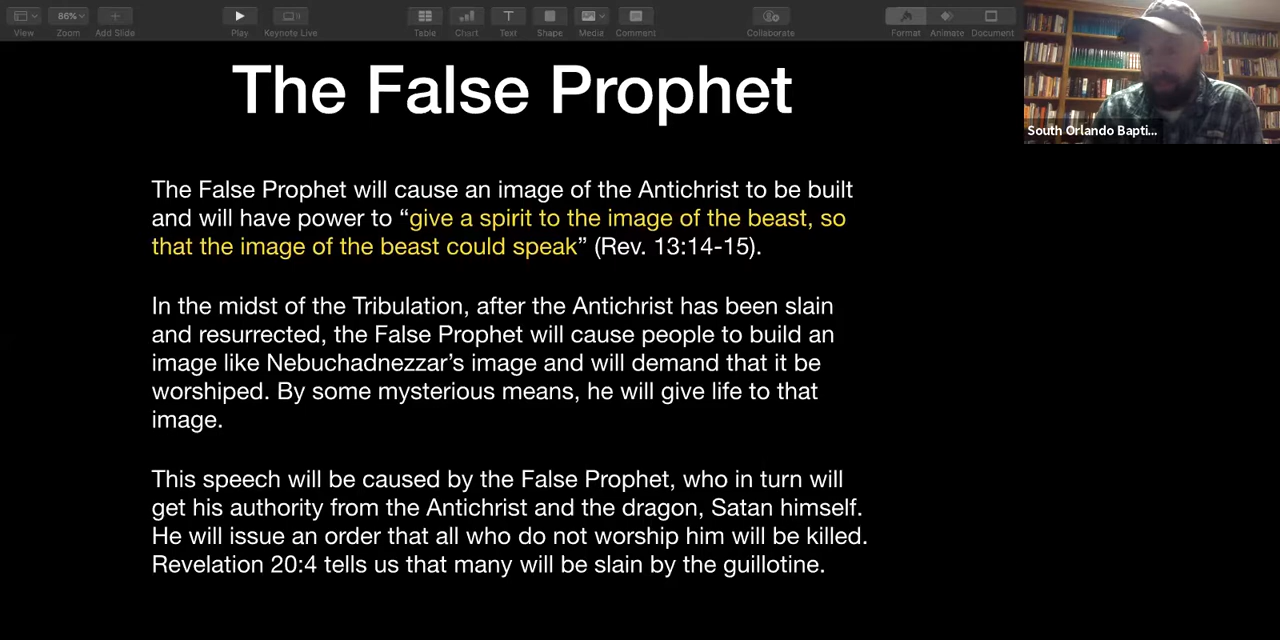 View
86%
Zoom
Add Slide
Play
Keynote Live
Table
Chart
Text
Shape
Media
Comment
Collaborate
Format
Animate
Document
South Orlando Bapti...
The False Prophet
The False Prophet will cause an image of the Antichrist to be built
and will have power to “give a spirit to the image of the beast, so
that the image of the beast could speak” (Rev. 13:14-15).
In the midst of the Tribulation, after the Antichrist has been slain
and resurrected, the False Prophet will cause people to build an
image like Nebuchadnezzar’s image and will demand that it be
worshiped. By some mysterious means, he will give life to that
image.
This speech will be caused by the False Prophet, who in turn will
get his authority from the Antichrist and the dragon, Satan himself.
He will issue an order that all who do not worship him will be killed.
Revelation 20:4 tells us that many will be slain by the guillotine.